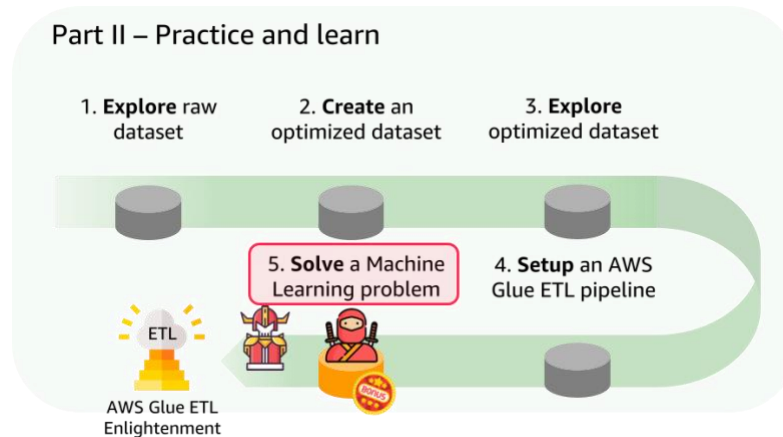 Part II – Practice and learn
1. Explore raw
dataset
2. Create an
optimized dataset
3. Explore
optimized dataset
5. Solve a Machine
Learning problem
4. Setup an AWS
Glue ETL pipeline
ETL
BONUS
AWS Glue ETL
Enlightenment